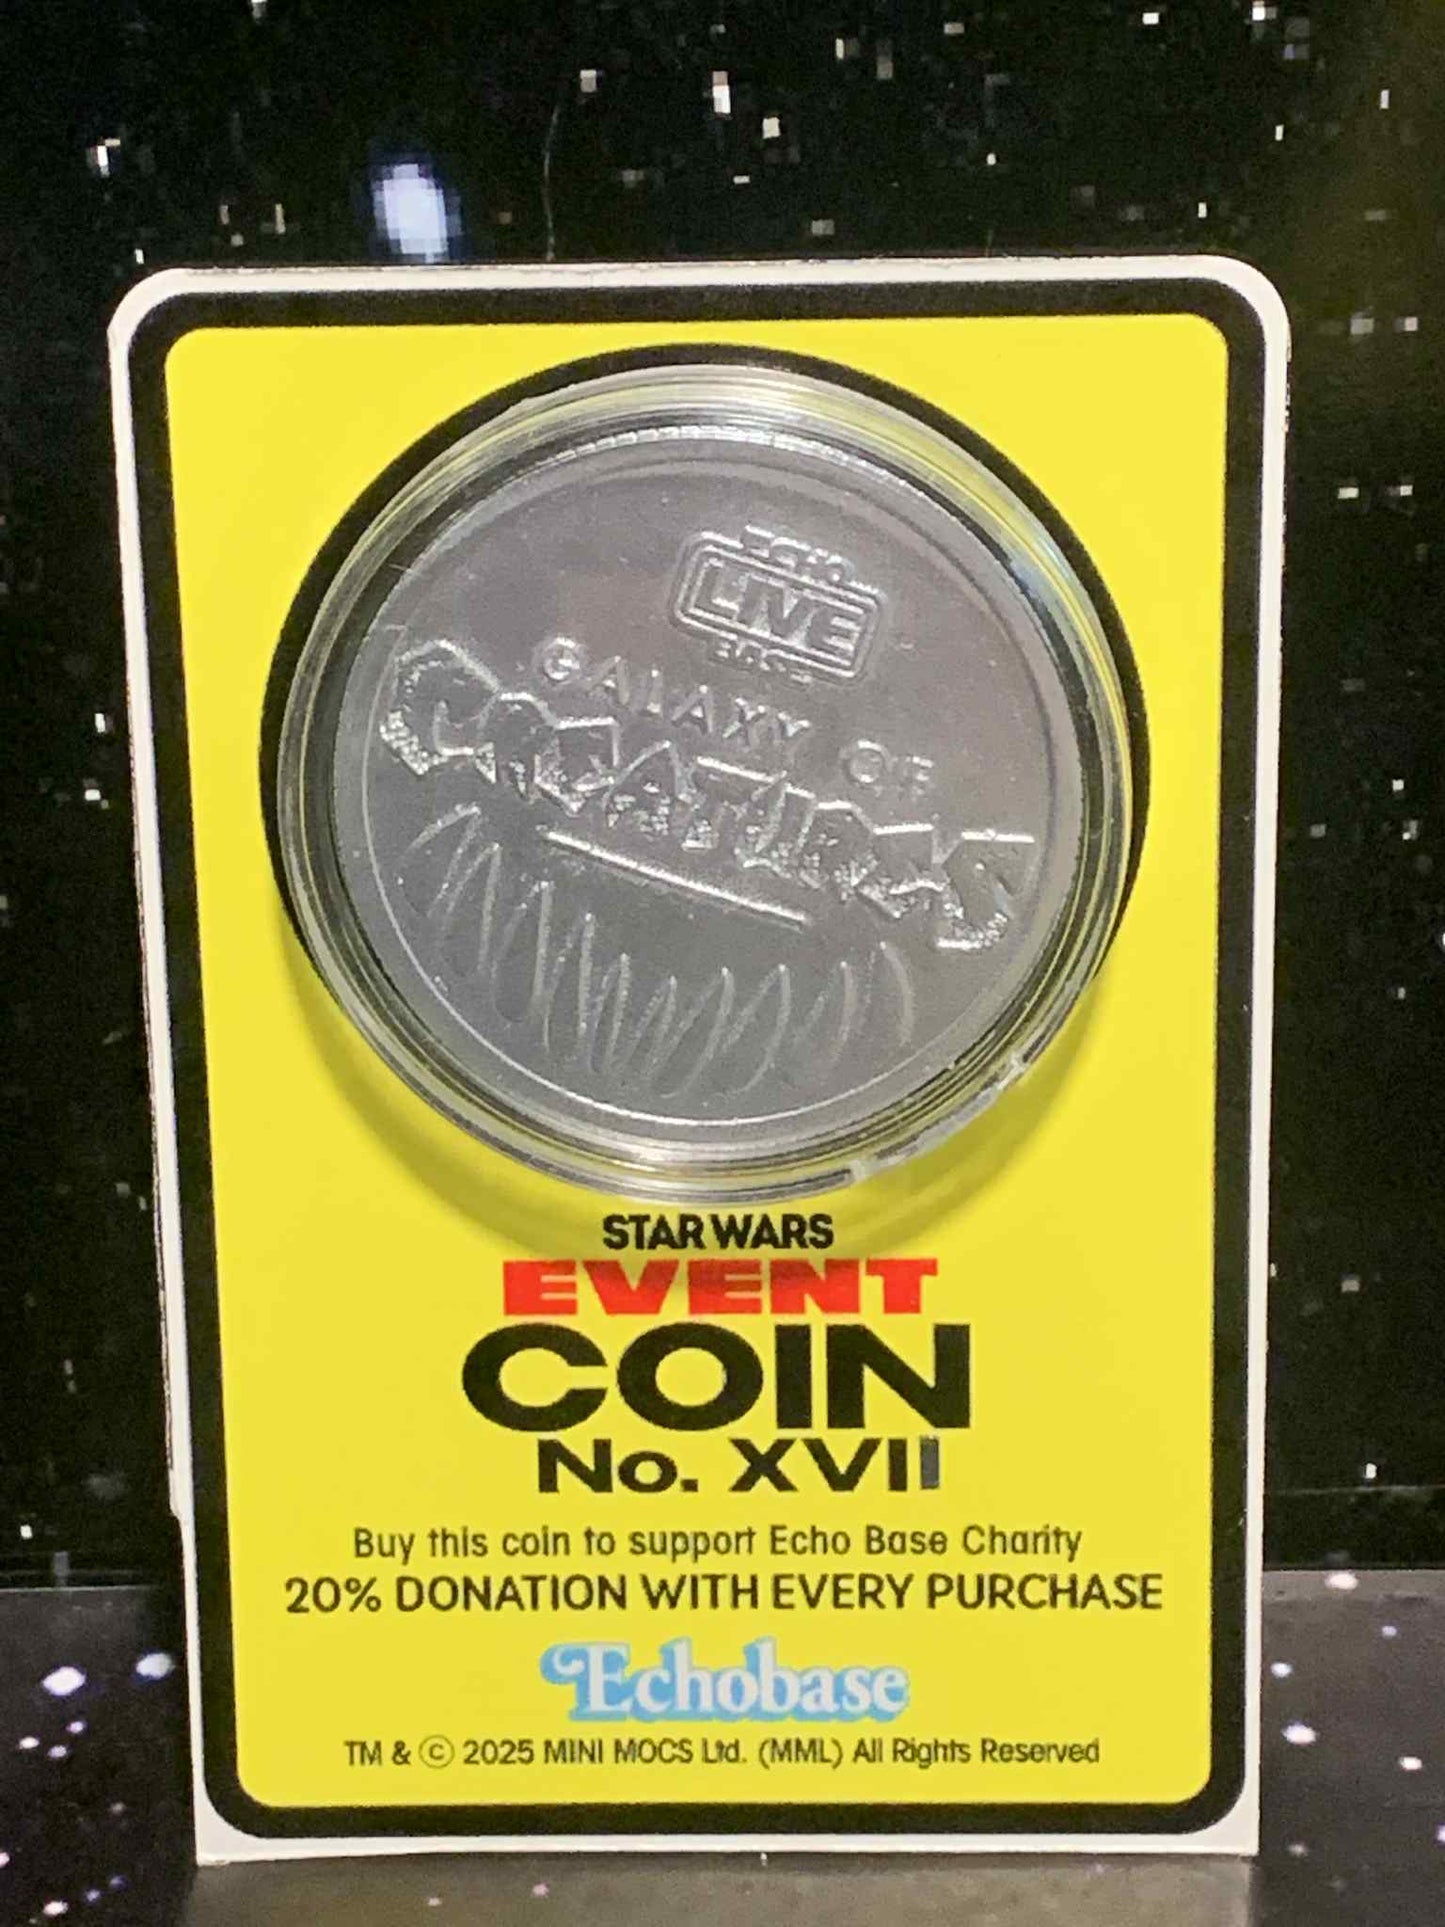 ECHO
LIVE
BASE
GALAXY OF
CREATURES
STAR WARS
EVENT
COIN
No. XVII
Buy this coin to support Echo Base Charity
20% DONATION WITH EVERY PURCHASE
Echobase
TM & © 2025 MINI MOCS Ltd. (MML) All Rights Reserved